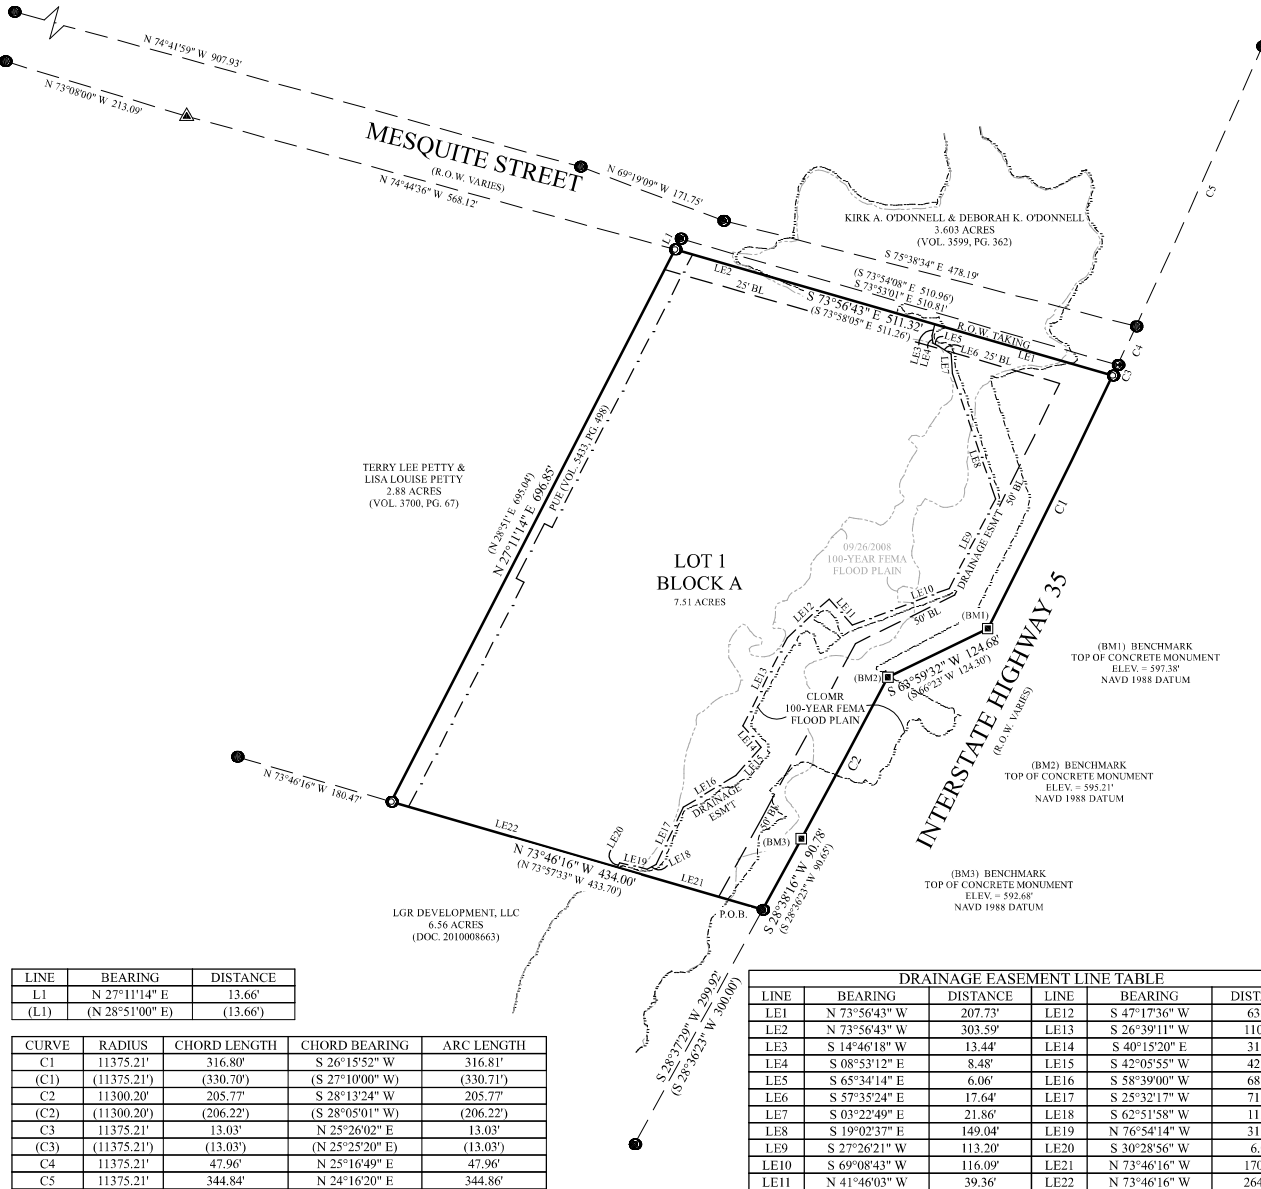 N 74°41'59" W 907.93'
N 73°08'00" W 213.09'
MESQUITE STREET
(R.O.W. VARIES)
N 74°44'36" W 568.12'
N 69°19'09" W 171.75'
L1
KIRK A. O'DONNELL & DEBORAH K. O'DONNELL
3.603 ACRES
(VOL. 3599, PG. 362)
C5
S 75°38'34" E 478.19'
(S 73°54'08" E 510.96')
S 73°53'01" E 510.81'
LE2
25' BL
S 73°56'43" E 511.32'
(S 73°58'05" E 511.26')
R.O.W. TAKING
LE1
LE3
LE4
LE5
LE6
25' BL
LE7
C4
C3
TERRY LEE PETTY &
LISA LOUISE PETTY
2.88 ACRES
(VOL. 3700, PG. 67)
(N 28°51' E 695.04')
N 27°11'14" E 696.85'
PUE (VOL. 5433, PG. 498)
LE8
50' BL
C1
LOT 1
BLOCK A
7.51 ACRES
09/26/2008
100-YEAR FEMA
FLOOD PLAIN
LE9
DRAINAGE ESM'T
LE10
50' BL
LE11
LE12
LE13
(BM1)
S 63°59'32" W 124.68'
(S 66°23' W 124.30')
(BM2)
INTERSTATE HIGHWAY 35
(R.O.W. VARIES)
(BM1) BENCHMARK
TOP OF CONCRETE MONUMENT
ELEV. = 597.38'
NAVD 1988 DATUM
CLOMR
100-YEAR FEMA
FLOOD PLAIN
LE14
LE15
C2
(BM2) BENCHMARK
TOP OF CONCRETE MONUMENT
ELEV. = 595.21'
NAVD 1988 DATUM
N 73°46'16" W 180.47'
LE16
DRAINAGE
ESM'T
50' BL
LE17
LE18
LE19
LE20
LE21
LE22
N 73°46'16" W 434.00'
(N 73°57'33" W 433.70')
(BM3)
S 28°38'16" W 90.78'
(S 28°36'23" W 90.65')
(BM3) BENCHMARK
TOP OF CONCRETE MONUMENT
ELEV. = 592.68'
NAVD 1988 DATUM
P.O.B.
LGR DEVELOPMENT, LLC
6.56 ACRES
(DOC. 2010008663)
S 28°37'29" W 299.92'
(S 28°36'23" W 300.00')
LINE BEARING DISTANCE
L1 N 27°11'14" E 13.66'
(L1) (N 28°51'00" E) (13.66')
CURVE RADIUS CHORD LENGTH CHORD BEARING ARC LENGTH
C1 11375.21' 316.80' S 26°15'52" W 316.81'
(C1) (11375.21') (330.70') (S 27°10'00" W) (330.71')
C2 11300.20' 205.77' S 28°13'24" W 205.77'
(C2) (11300.20') (206.22') (S 28°05'01" W) (206.22')
C3 11375.21' 13.03' N 25°26'02" E 13.03'
(C3) (11375.21') (13.03') (N 25°25'20" E) (13.03')
C4 11375.21' 47.96' N 25°16'49" E 47.96'
C5 11375.21' 344.84' N 24°16'20" E 344.86'
DRAINAGE EASEMENT LINE TABLE
LINE BEARING DISTANCE LINE BEARING DIST
LE1 N 73°56'43" W 207.73' LE12 S 47°17'36" W 63
LE2 N 73°56'43" W 303.59' LE13 S 26°39'11" W 110
LE3 S 14°46'18" W 13.44' LE14 S 40°15'20" E 31
LE4 S 08°53'12" E 8.48' LE15 S 42°05'55" W 42
LE5 S 65°34'14" E 6.06' LE16 S 58°39'00" W 68
LE6 S 57°35'24" E 17.64' LE17 S 25°32'17" W 71
LE7 S 03°22'49" E 21.86' LE18 S 62°51'58" W 11
LE8 S 19°02'37" E 149.04' LE19 N 76°54'14" W 31
LE9 S 27°26'21" W 113.20' LE20 S 30°28'56" W 6.
LE10 S 69°08'43" W 116.09' LE21 N 73°46'16" W 170
LE11 N 41°46'03" W 39.36' LE22 N 73°46'16" W 264